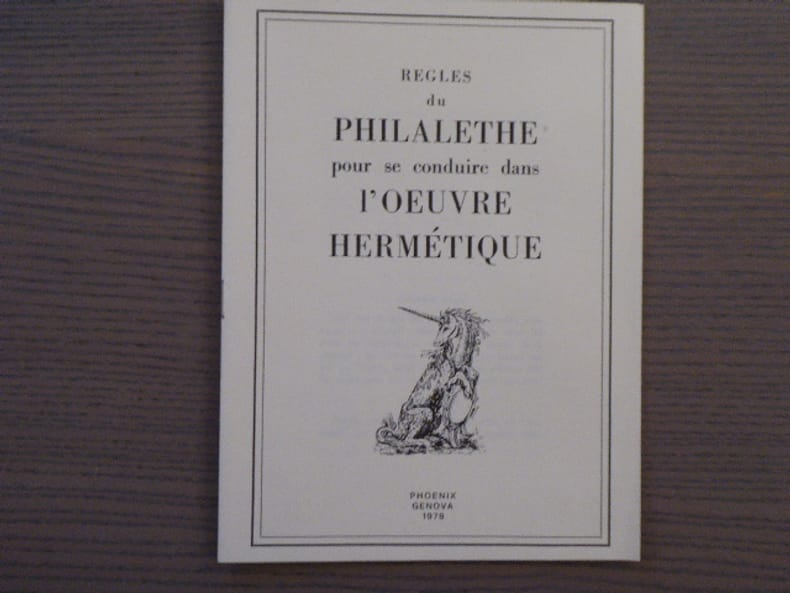 REGLES
du
PHILALETHE
pour se conduire dans
l'OEUVRE
HERMÉTIQUE
PHOENIX
GENOVA
1979